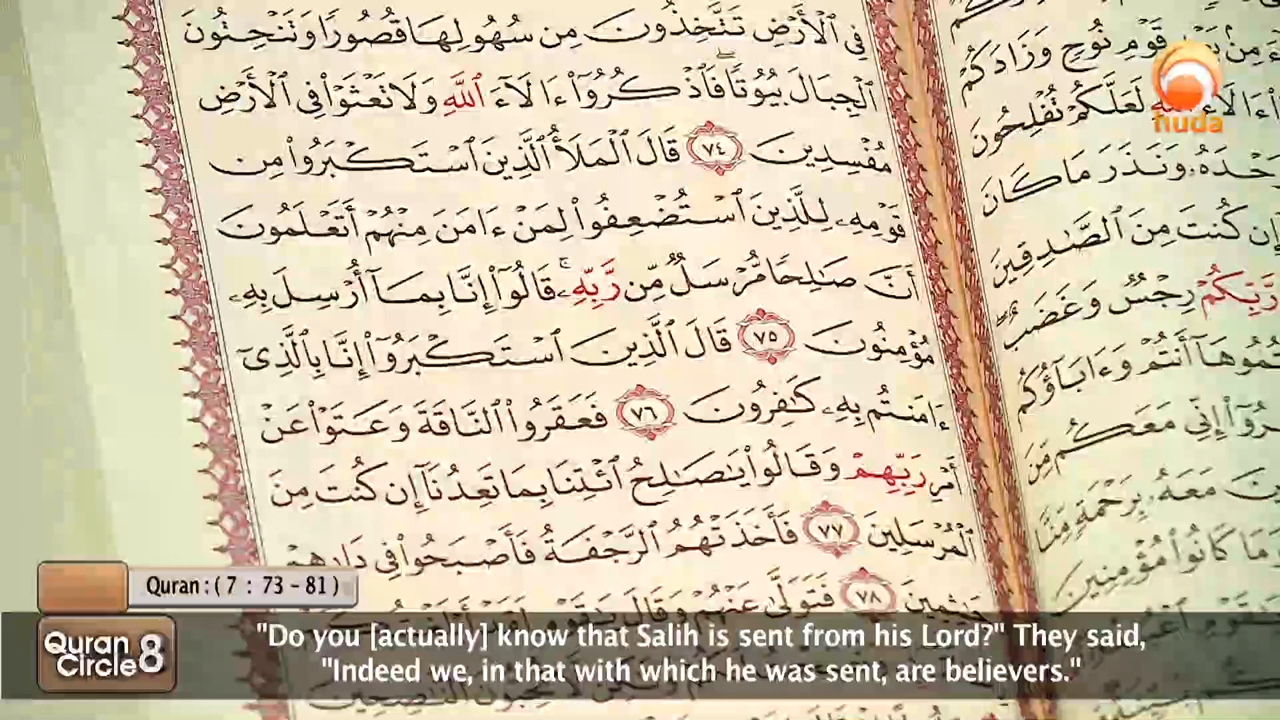 فِي ٱلْأَرْضِ تَتَّخِذُونَ مِن سُهُولِهَا قُصُورًا وَتَنْحِتُونَ
ٱلْجِبَالَ بُيُوتًا ۖ فَٱذْكُرُوٓا۟ ءَالَآءَ ٱللَّهِ وَلَا تَعْثَوْا۟ فِي ٱلْأَرْضِ
مُفْسِدِينَ ٧٤ قَالَ ٱلْمَلَأُ ٱلَّذِينَ ٱسْتَكْبَرُوا۟ مِن
قَوْمِهِۦ لِلَّذِينَ ٱسْتُضْعِفُوا۟ لِمَنْ ءَامَنَ مِنْهُمْ أَتَعْلَمُونَ
أَنَّ صَٰلِحًا مُّرْسَلٌ مِّن رَّبِّهِۦ ۚ قَالُوٓا۟ إِنَّا بِمَآ أُرْسِلَ بِهِۦ
مُؤْمِنُونَ ٧٥ قَالَ ٱلَّذِينَ ٱسْتَكْبَرُوٓا۟ إِنَّا بِٱلَّذِىٓ
ءَامَنتُم بِهِۦ كَٰفِرُونَ ٧٦ فَعَقَرُوا۟ ٱلنَّاقَةَ وَعَتَوْا۟ عَنْ
أَمْرِ رَبِّهِمْ وَقَالُوا۟ يَٰصَٰلِحُ ٱئْتِنَا بِمَا تَعِدُنَآ إِن كُنتَ مِنَ
ٱلْمُرْسَلِينَ ٧٧ فَأَخَذَتْهُمُ ٱلرَّجْفَةُ فَأَصْبَحُوا۟ فِى دَارِهِمْ
جَٰثِمِينَ ٧٨ فَتَوَلَّىٰ عَنْهُمْ وَقَالَ يَٰقَوْمِ
قَوْمِ نُوحٍ وَزَادَكُمْ
لَعَلَّكُمْ تُفْلِحُونَ
وَنَذَرَ مَا كَانَ
إِن كُنتَ مِنَ ٱلصَّٰدِقِينَ
رَّبِّكُمْ رِجْسٌ وَغَضَبٌ ۖ
أَنتُمْ وَءَابَآؤُكُم
إِنِّى مَعَكُم مِّنَ
مَعَهُۥ بِرَحْمَةٍ مِّنَّا
وَمَا كَانُوا۟ مُؤْمِنِينَ
huda
Quran : ( 7 : 73 - 81 )
Quran Circle 8
"Do you [actually] know that Salih is sent from his Lord?" They said,
"Indeed we, in that with which he was sent, are believers."